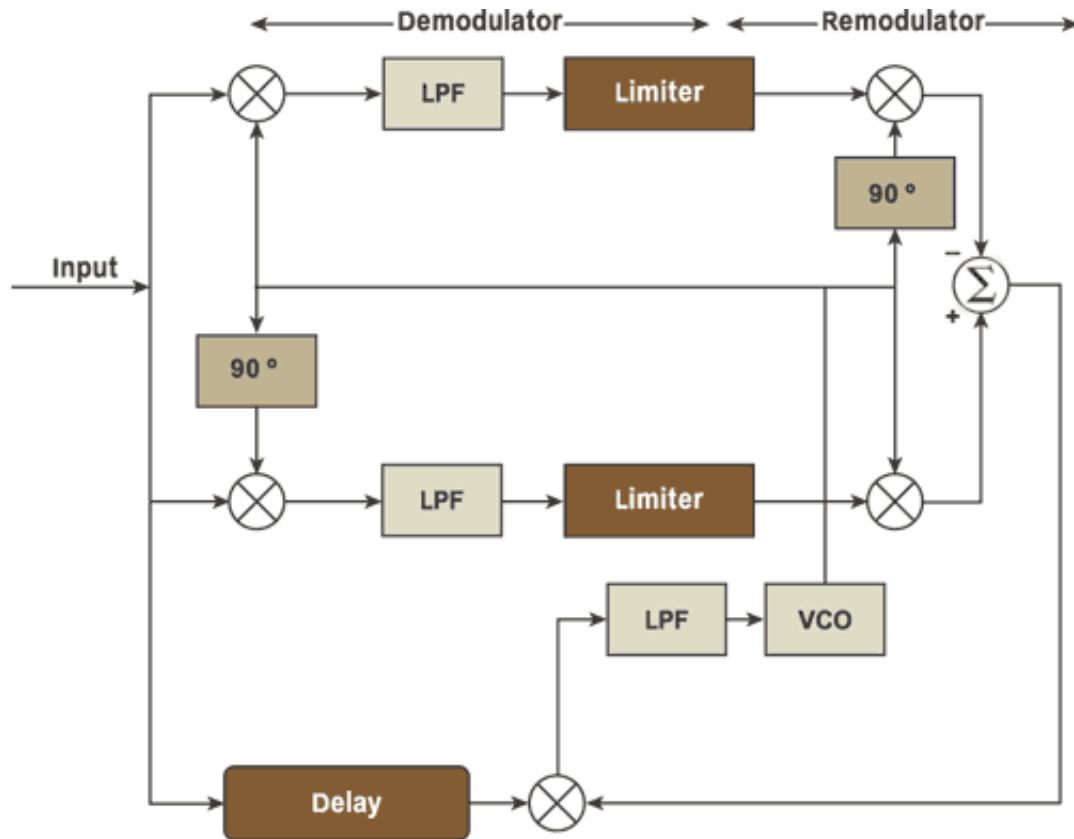 Demodulator Remodulator
LPF Limiter
90 º
Input
−
Σ
+
90 º
LPF Limiter
LPF VCO
Delay